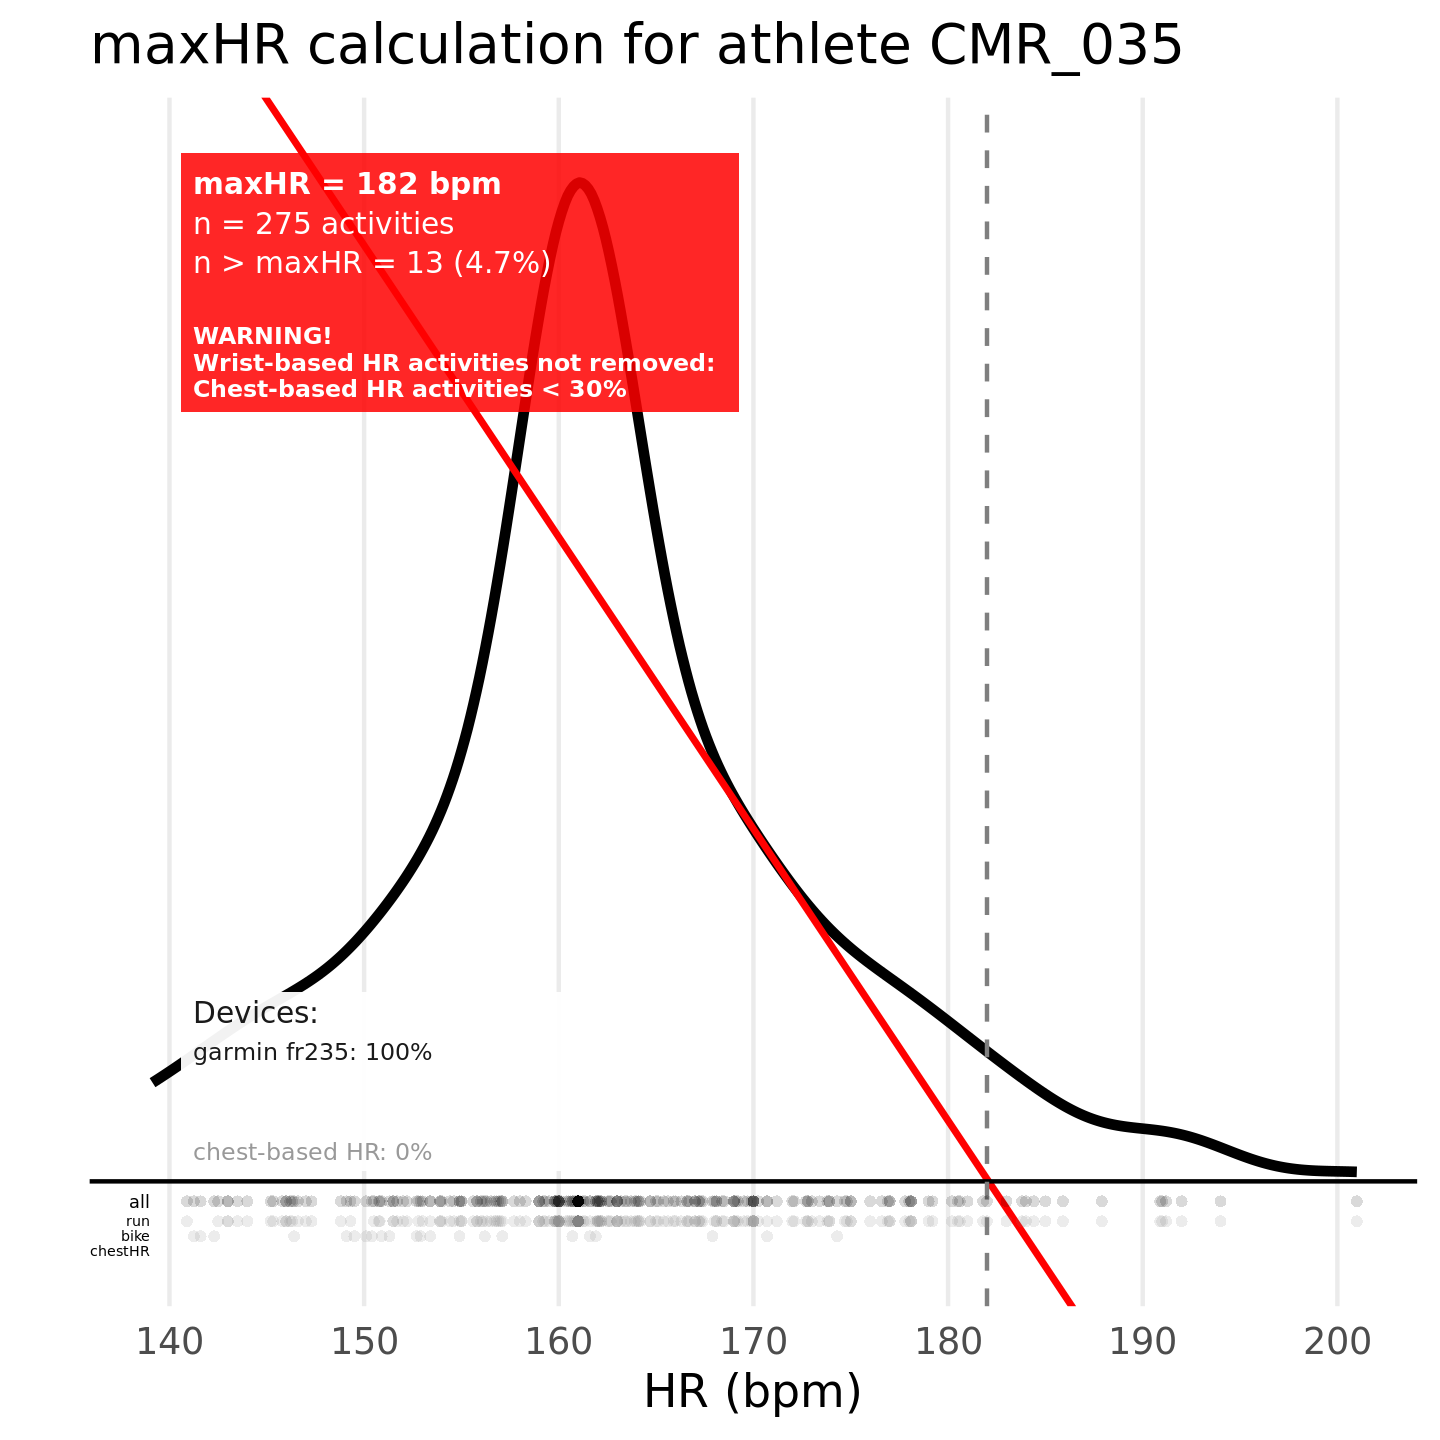 maxHR calculation for athlete CMR_035
maxHR = 182 bpm
n = 275 activities
n > maxHR = 13 (4.7%)
WARNING!
Wrist-based HR activities not removed:
Chest-based HR activities < 30%
Devices:
garmin fr235: 100%
chest-based HR: 0%
all
run
bike
chestHR
140 150 160 170 180 190 200
HR (bpm)